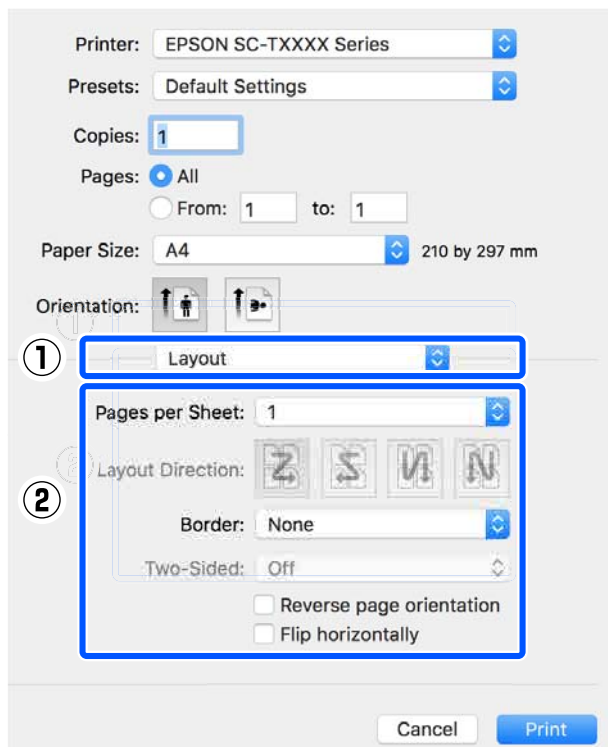 Printer: EPSON SC-TXXXX Series
Presets: Default Settings
Copies: 1
Pages: All
From: 1 to: 1
Paper Size: A4 210 by 297 mm
Orientation:
① Layout
Pages per Sheet: 1
② Layout Direction:
Border: None
Two-Sided: Off
Reverse page orientation
Flip horizontally
Cancel Print